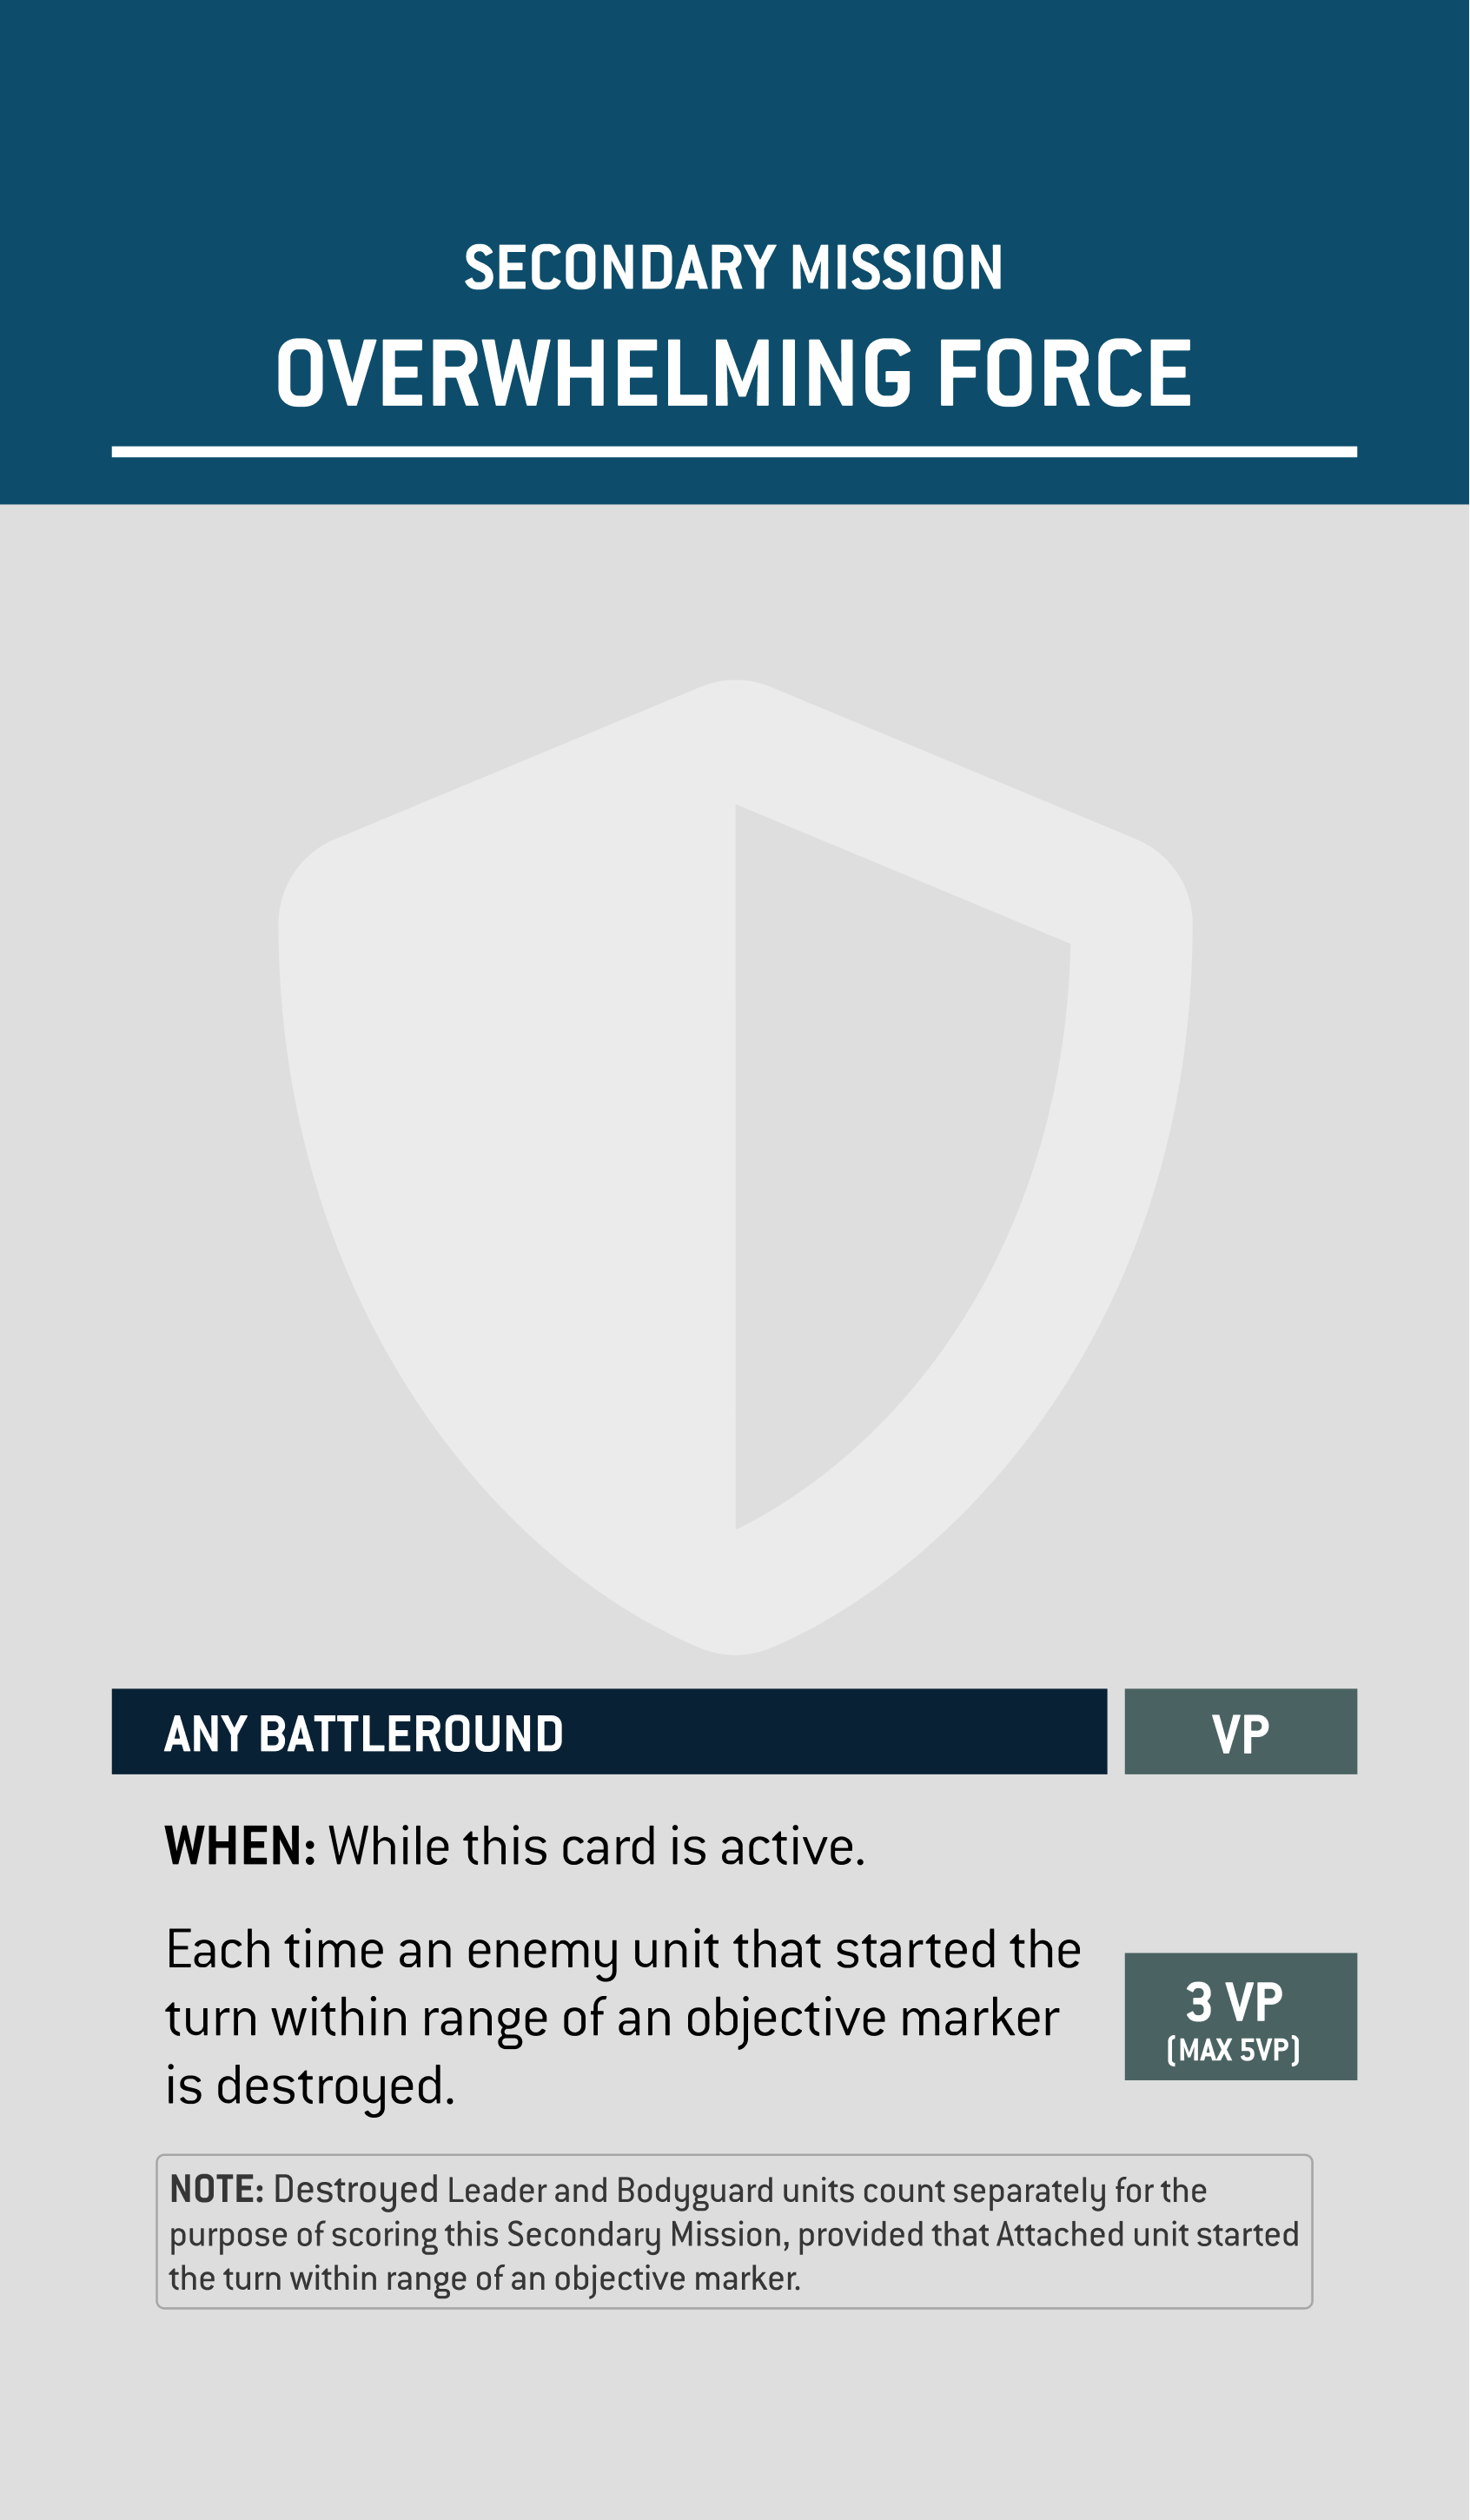 SECONDARY MISSION
OVERWHELMING FORCE
ANY BATTLEROUND
VP
WHEN: While this card is active.
Each time an enemy unit that started the
turn within range of an objective marker
is destroyed.
3 VP
(MAX 5VP)
NOTE: Destroyed Leader and Bodyguard units count separately for the
purpose of scoring this Secondary Mission, provided that Attached unit started
the turn within range of an objective marker.